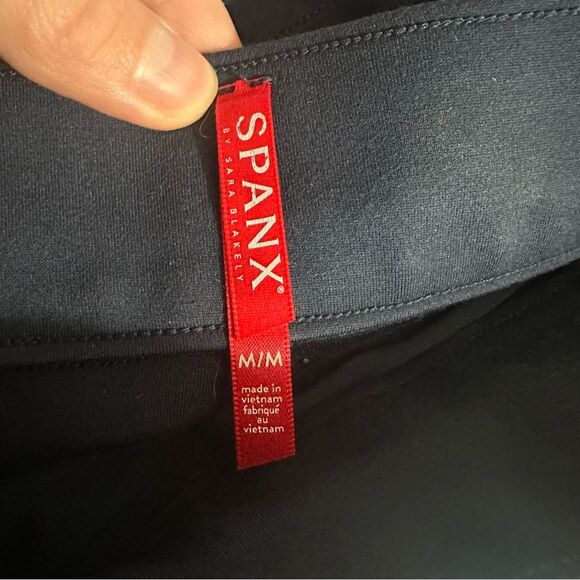 SPANX®
BY SARA BLAKELY
M/M
made in
vietnam
fabriqué
au
vietnam